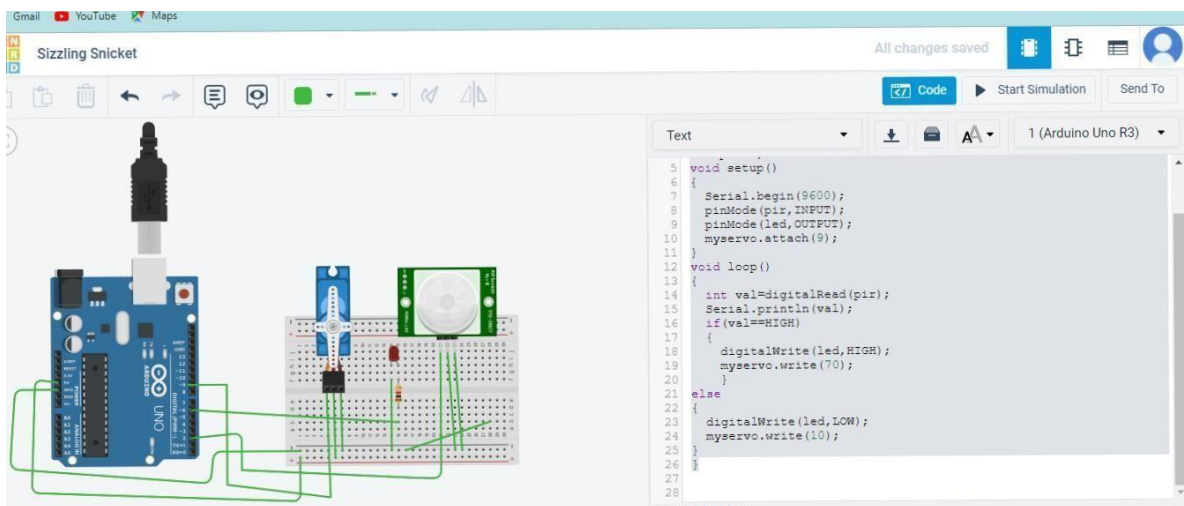 Gmail YouTube Maps
Sizzling Snicket
All changes saved
Code Start Simulation Send To
Text 1 (Arduino Uno R3)
5 void setup()
6 {
7 Serial.begin(9600);
8 pinMode(pir,INPUT);
9 pinMode(led,OUTPUT);
10 myservo.attach(9);
11 }
12 void loop()
13 {
14 int val=digitalRead(pir);
15 Serial.println(val);
16 if(val==HIGH)
17 {
18 digitalWrite(led,HIGH);
19 myservo.write(70);
20 }
21 else
22 {
23 digitalWrite(led,LOW);
24 myservo.write(10);
25 }
26 }
27
28
ARDUINO
UNO